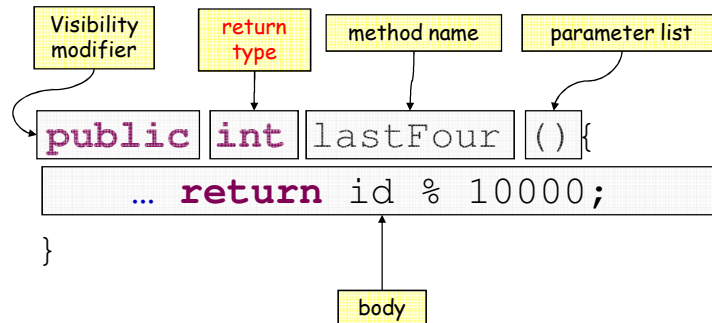 Visibility modifier
return type
method name
parameter list
public int lastFour (){
… return id % 10000;
}
body